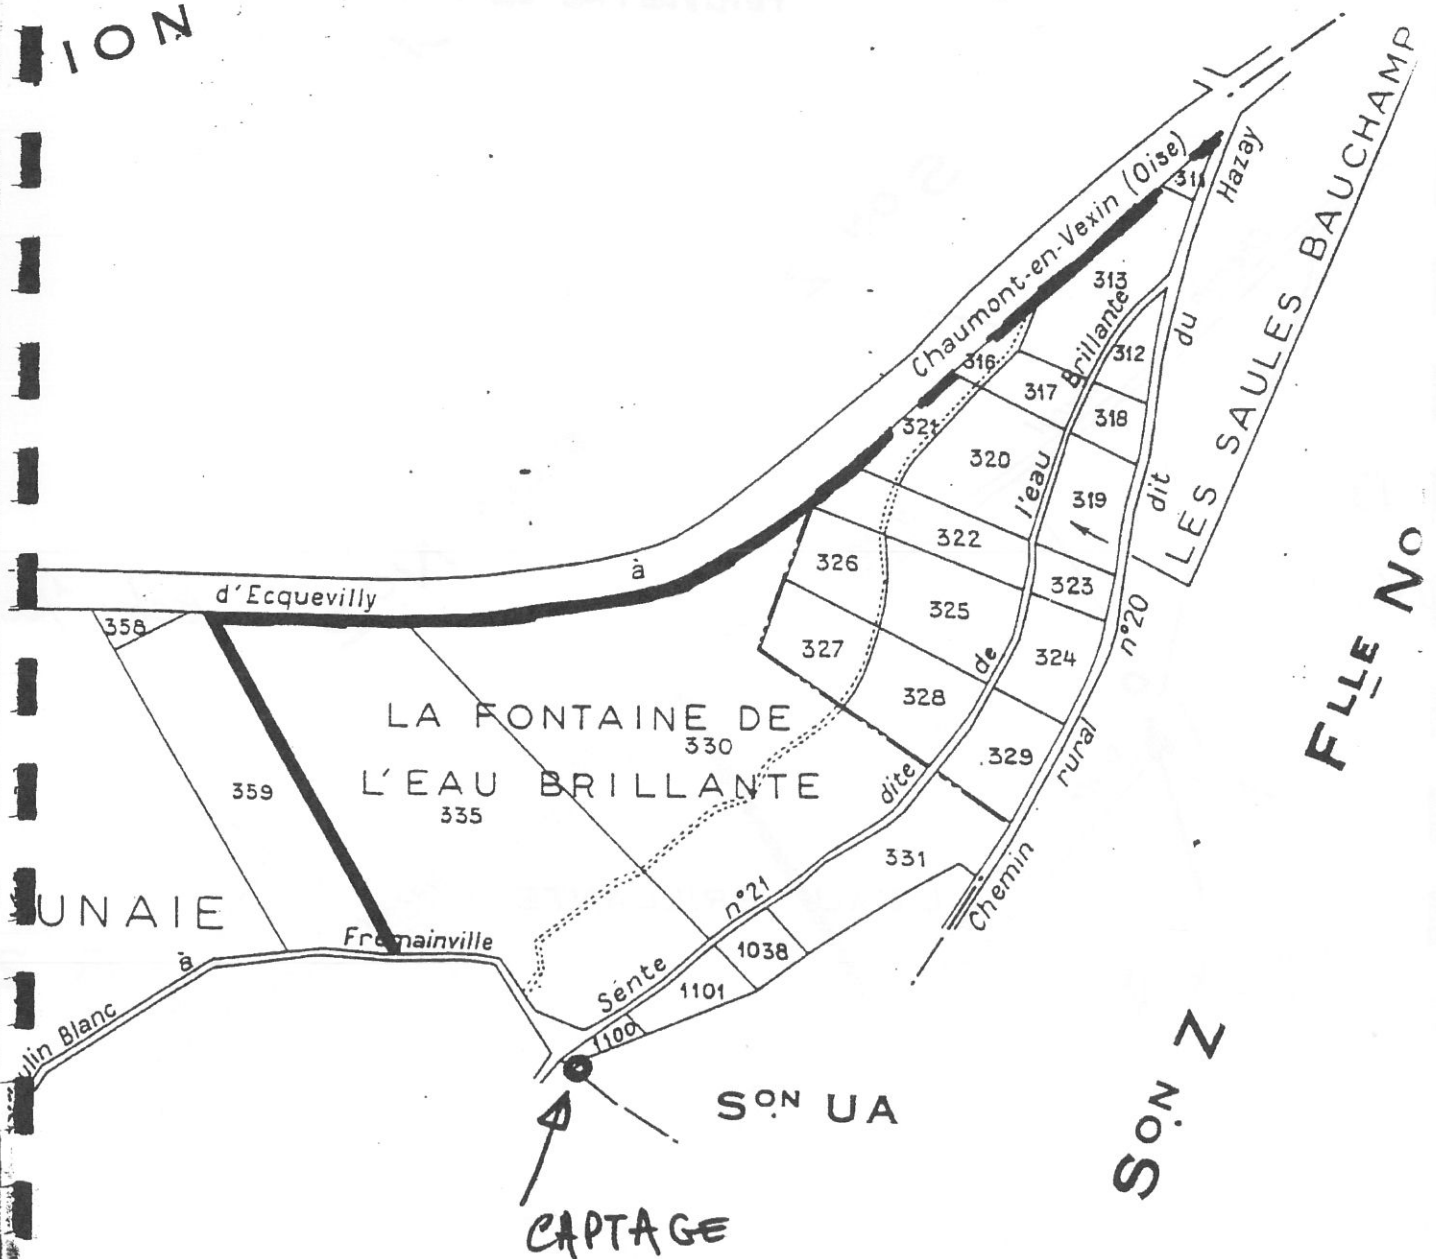 ION
Hazay
du
dit
n°20
rural
Chemin
LES SAULES BAUCHAMP
Chaumont-en-Vexin (Oise)
à
d'Ecquevilly
311
313
312
316
317
318
321
320
319
322
323
326
325
324
327
328
329
Brillante
l'eau
de
dite
n°21
Sente
358
LA FONTAINE DE
330
L'EAU BRILLANTE
335
359
331
UNAIE
Fromainville
à
ulin Blanc
1038
1101
1100
SON UA
FLLE NO
SON Z
CAPTAGE